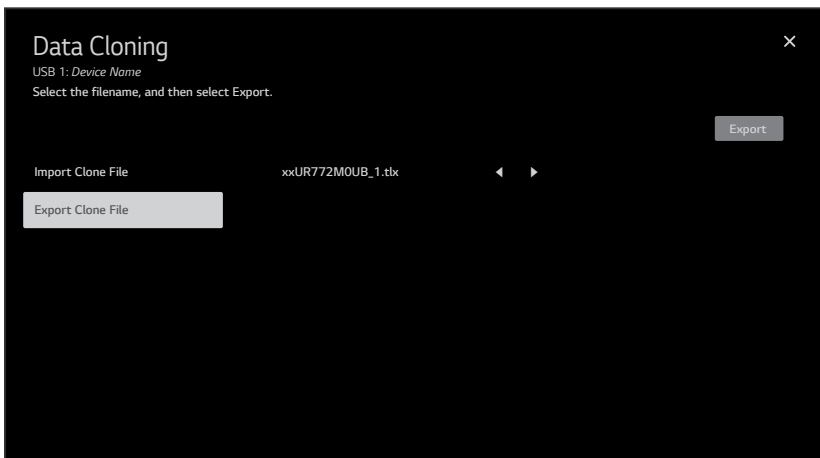 Data Cloning
USB 1: Device Name
Select the filename, and then select Export.
Export
Import Clone File xxUR772M0UB_1.tlx
Export Clone File